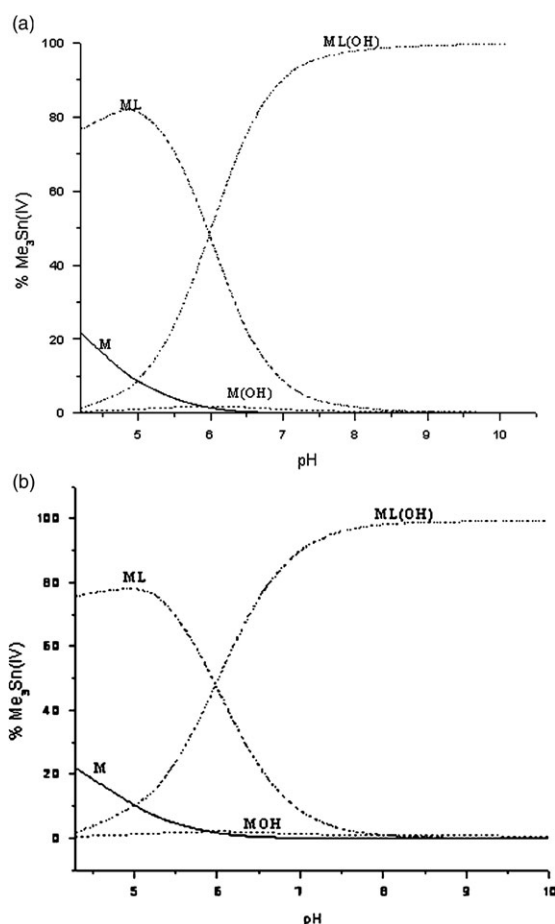 (a)
100
80
60
40
20
0
% Me₃Sn(IV)
ML
ML(OH)
M
M(OH)
5 6 7 8 9 10
pH
(b)
100
80
60
40
20
0
% Me₃Sn(IV)
ML
ML(OH)
M
MOH
5 6 7 8 9 10
pH